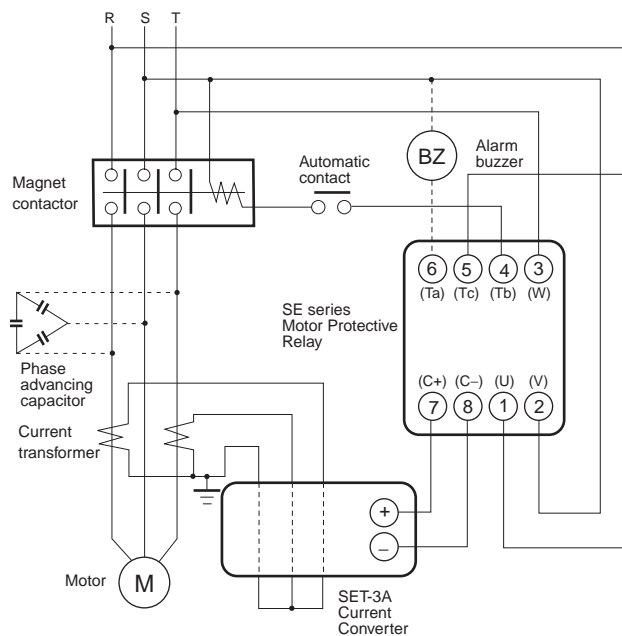 R S T
BZ
Alarm
buzzer
Automatic
contact
Magnet
contactor
6 5 4 3
(Ta) (Tc) (Tb) (W)
SE series
Motor Protective
Relay
(C+) (C−) (U) (V)
7 8 1 2
Phase
advancing
capacitor
Current
transformer
+
−
Motor
M
SET-3A
Current
Converter